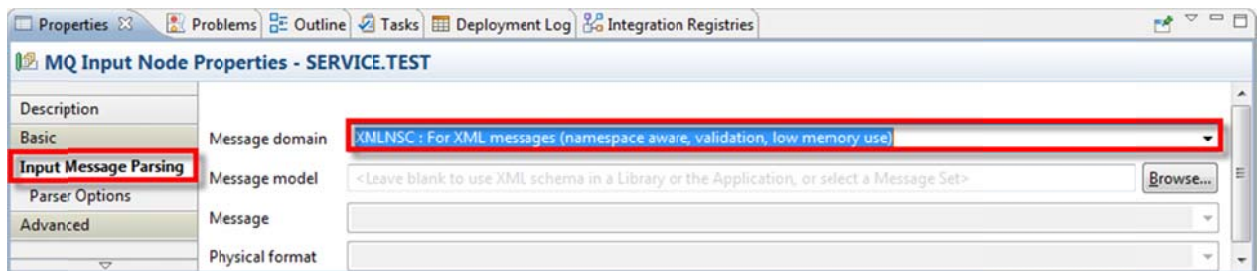 Properties Problems Outline Tasks Deployment Log Integration Registries
MQ Input Node Properties - SERVICE.TEST
Description
Basic
Message domain XNLNSC : For XML messages (namespace aware, validation, low memory use)
Input Message Parsing
Message model <Leave blank to use XML schema in a Library or the Application, or select a Message Set> Browse...
Parser Options
Message
Advanced
Physical format